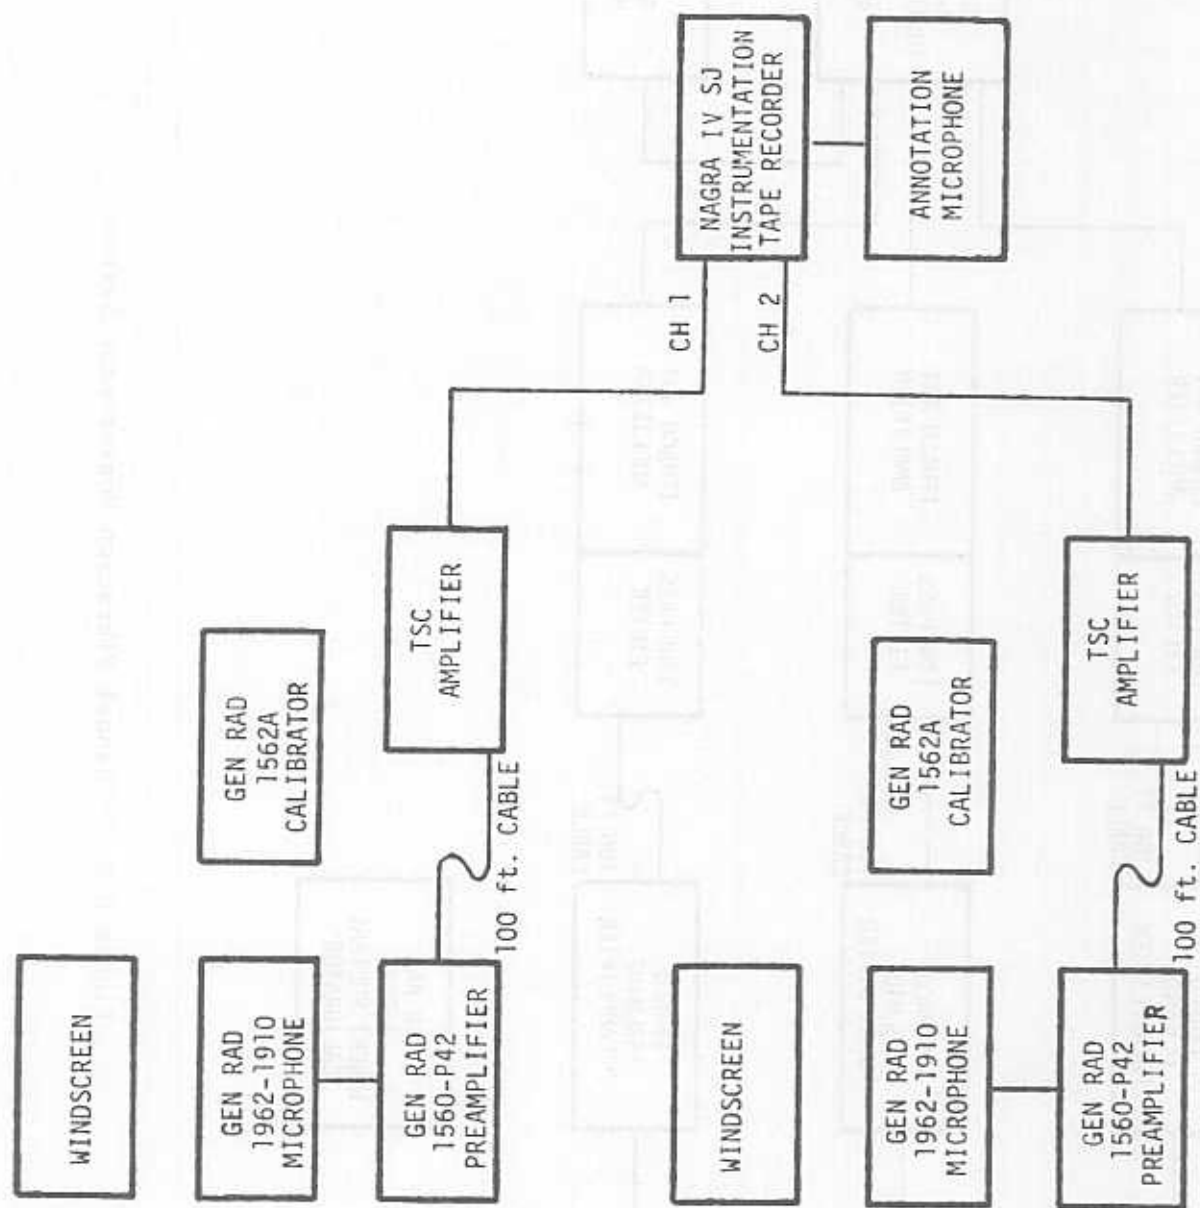 WINDSCREEN
GEN RAD
1962-1910
MICROPHONE
GEN RAD
1560-P42
PREAMPLIFIER
100 ft. CABLE
GEN RAD
1562A
CALIBRATOR
TSC
AMPLIFIER
CH 1
WINDSCREEN
GEN RAD
1962-1910
MICROPHONE
GEN RAD
1560-P42
PREAMPLIFIER
100 ft. CABLE
GEN RAD
1562A
CALIBRATOR
TSC
AMPLIFIER
CH 2
NAGRA IV SJ
INSTRUMENTATION
TAPE RECORDER
ANNOTATION
MICROPHONE